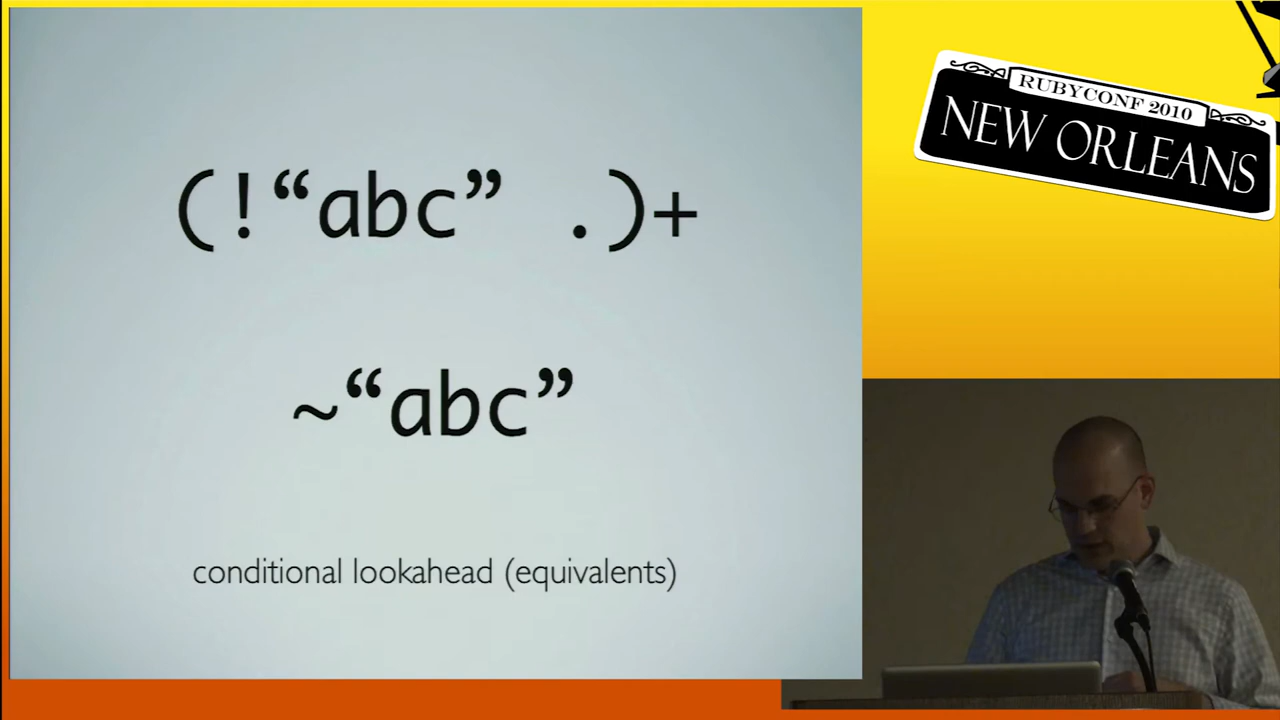 (!“abc” .)+
~“abc”
conditional lookahead (equivalents)
RUBYCONF 2010
NEW ORLEANS